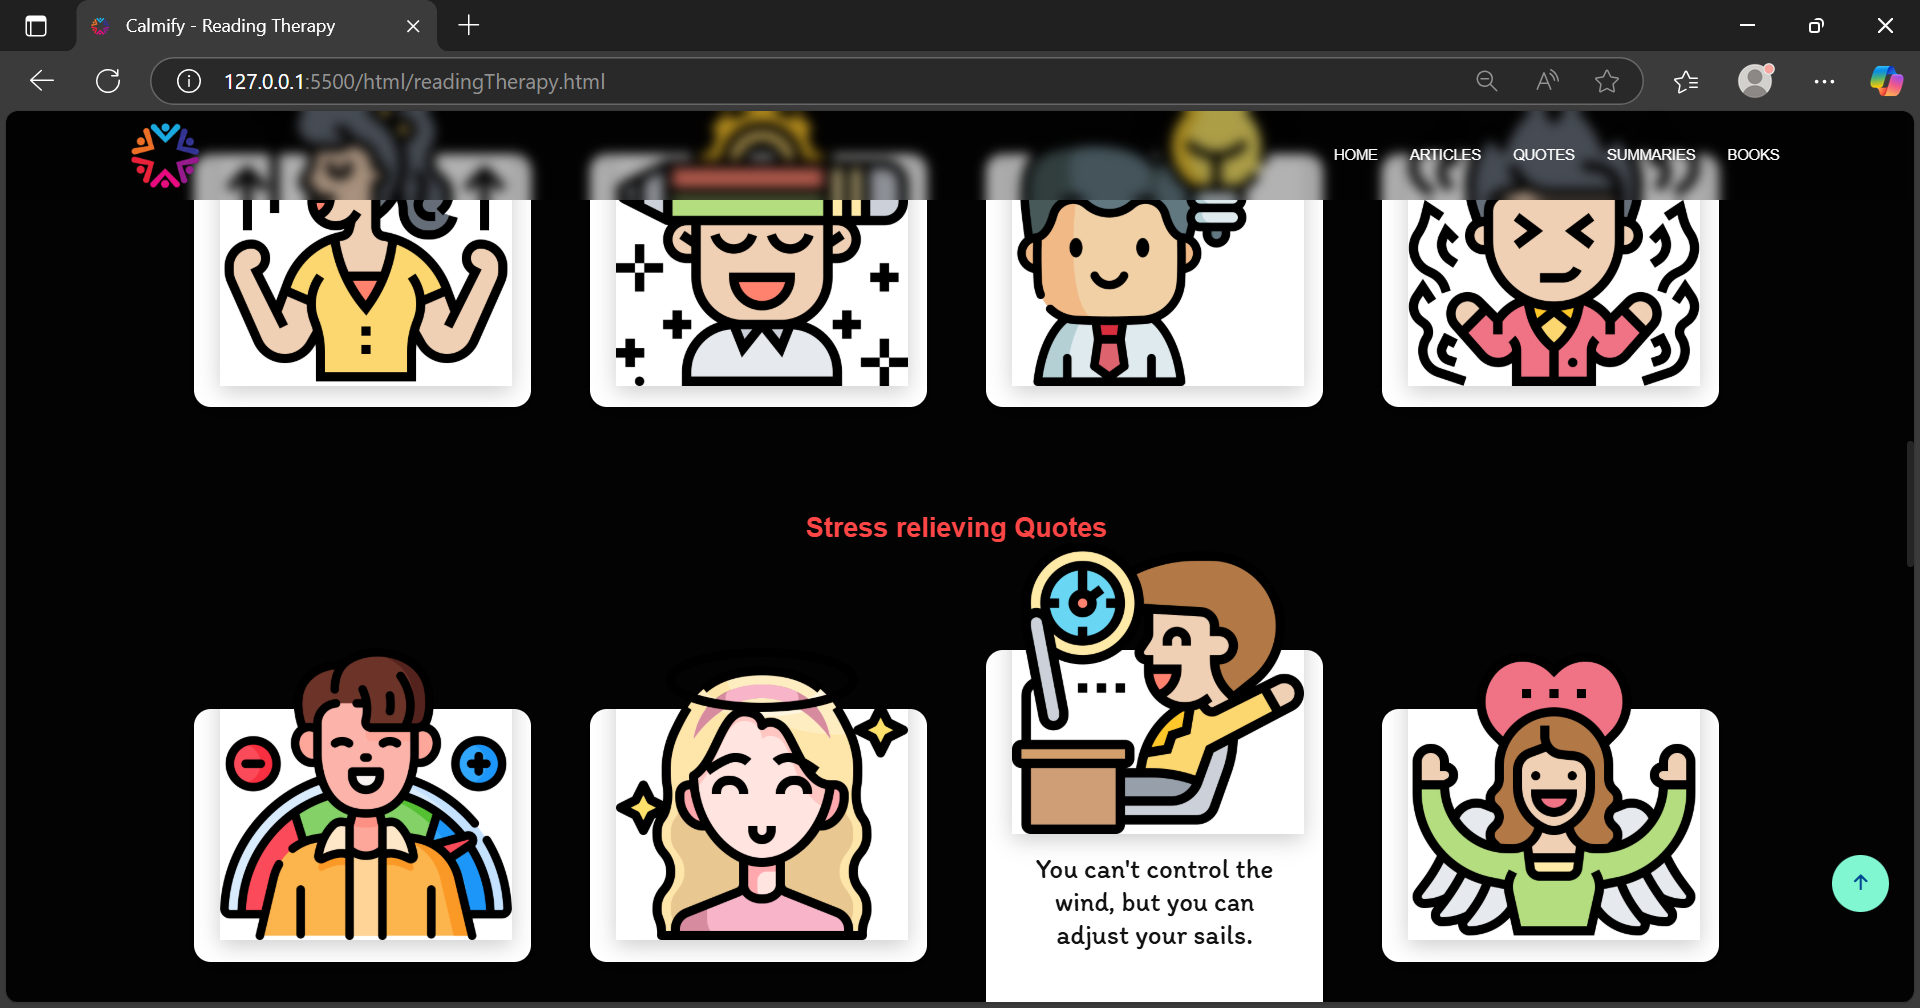 Calmify - Reading Therapy
127.0.0.1:5500/html/readingTherapy.html
HOME ARTICLES QUOTES SUMMARIES BOOKS
Stress relieving Quotes
You can't control the
wind, but you can
adjust your sails.